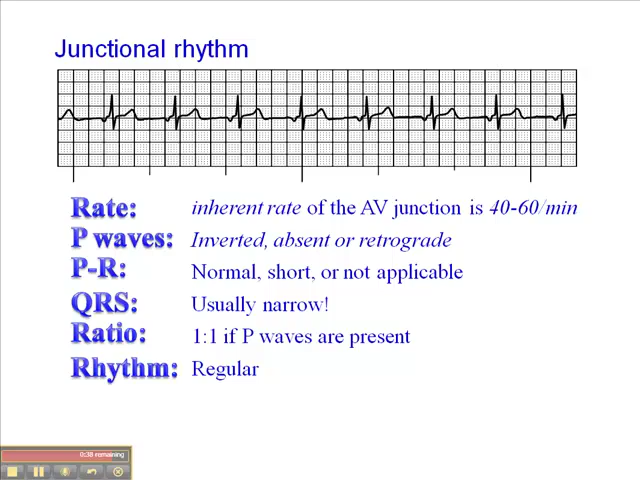 Junctional rhythm
Rate: inherent rate of the AV junction is 40-60/min
P waves: Inverted, absent or retrograde
P-R: Normal, short, or not applicable
QRS: Usually narrow!
Ratio: 1:1 if P waves are present
Rhythm: Regular
0:38 remaining